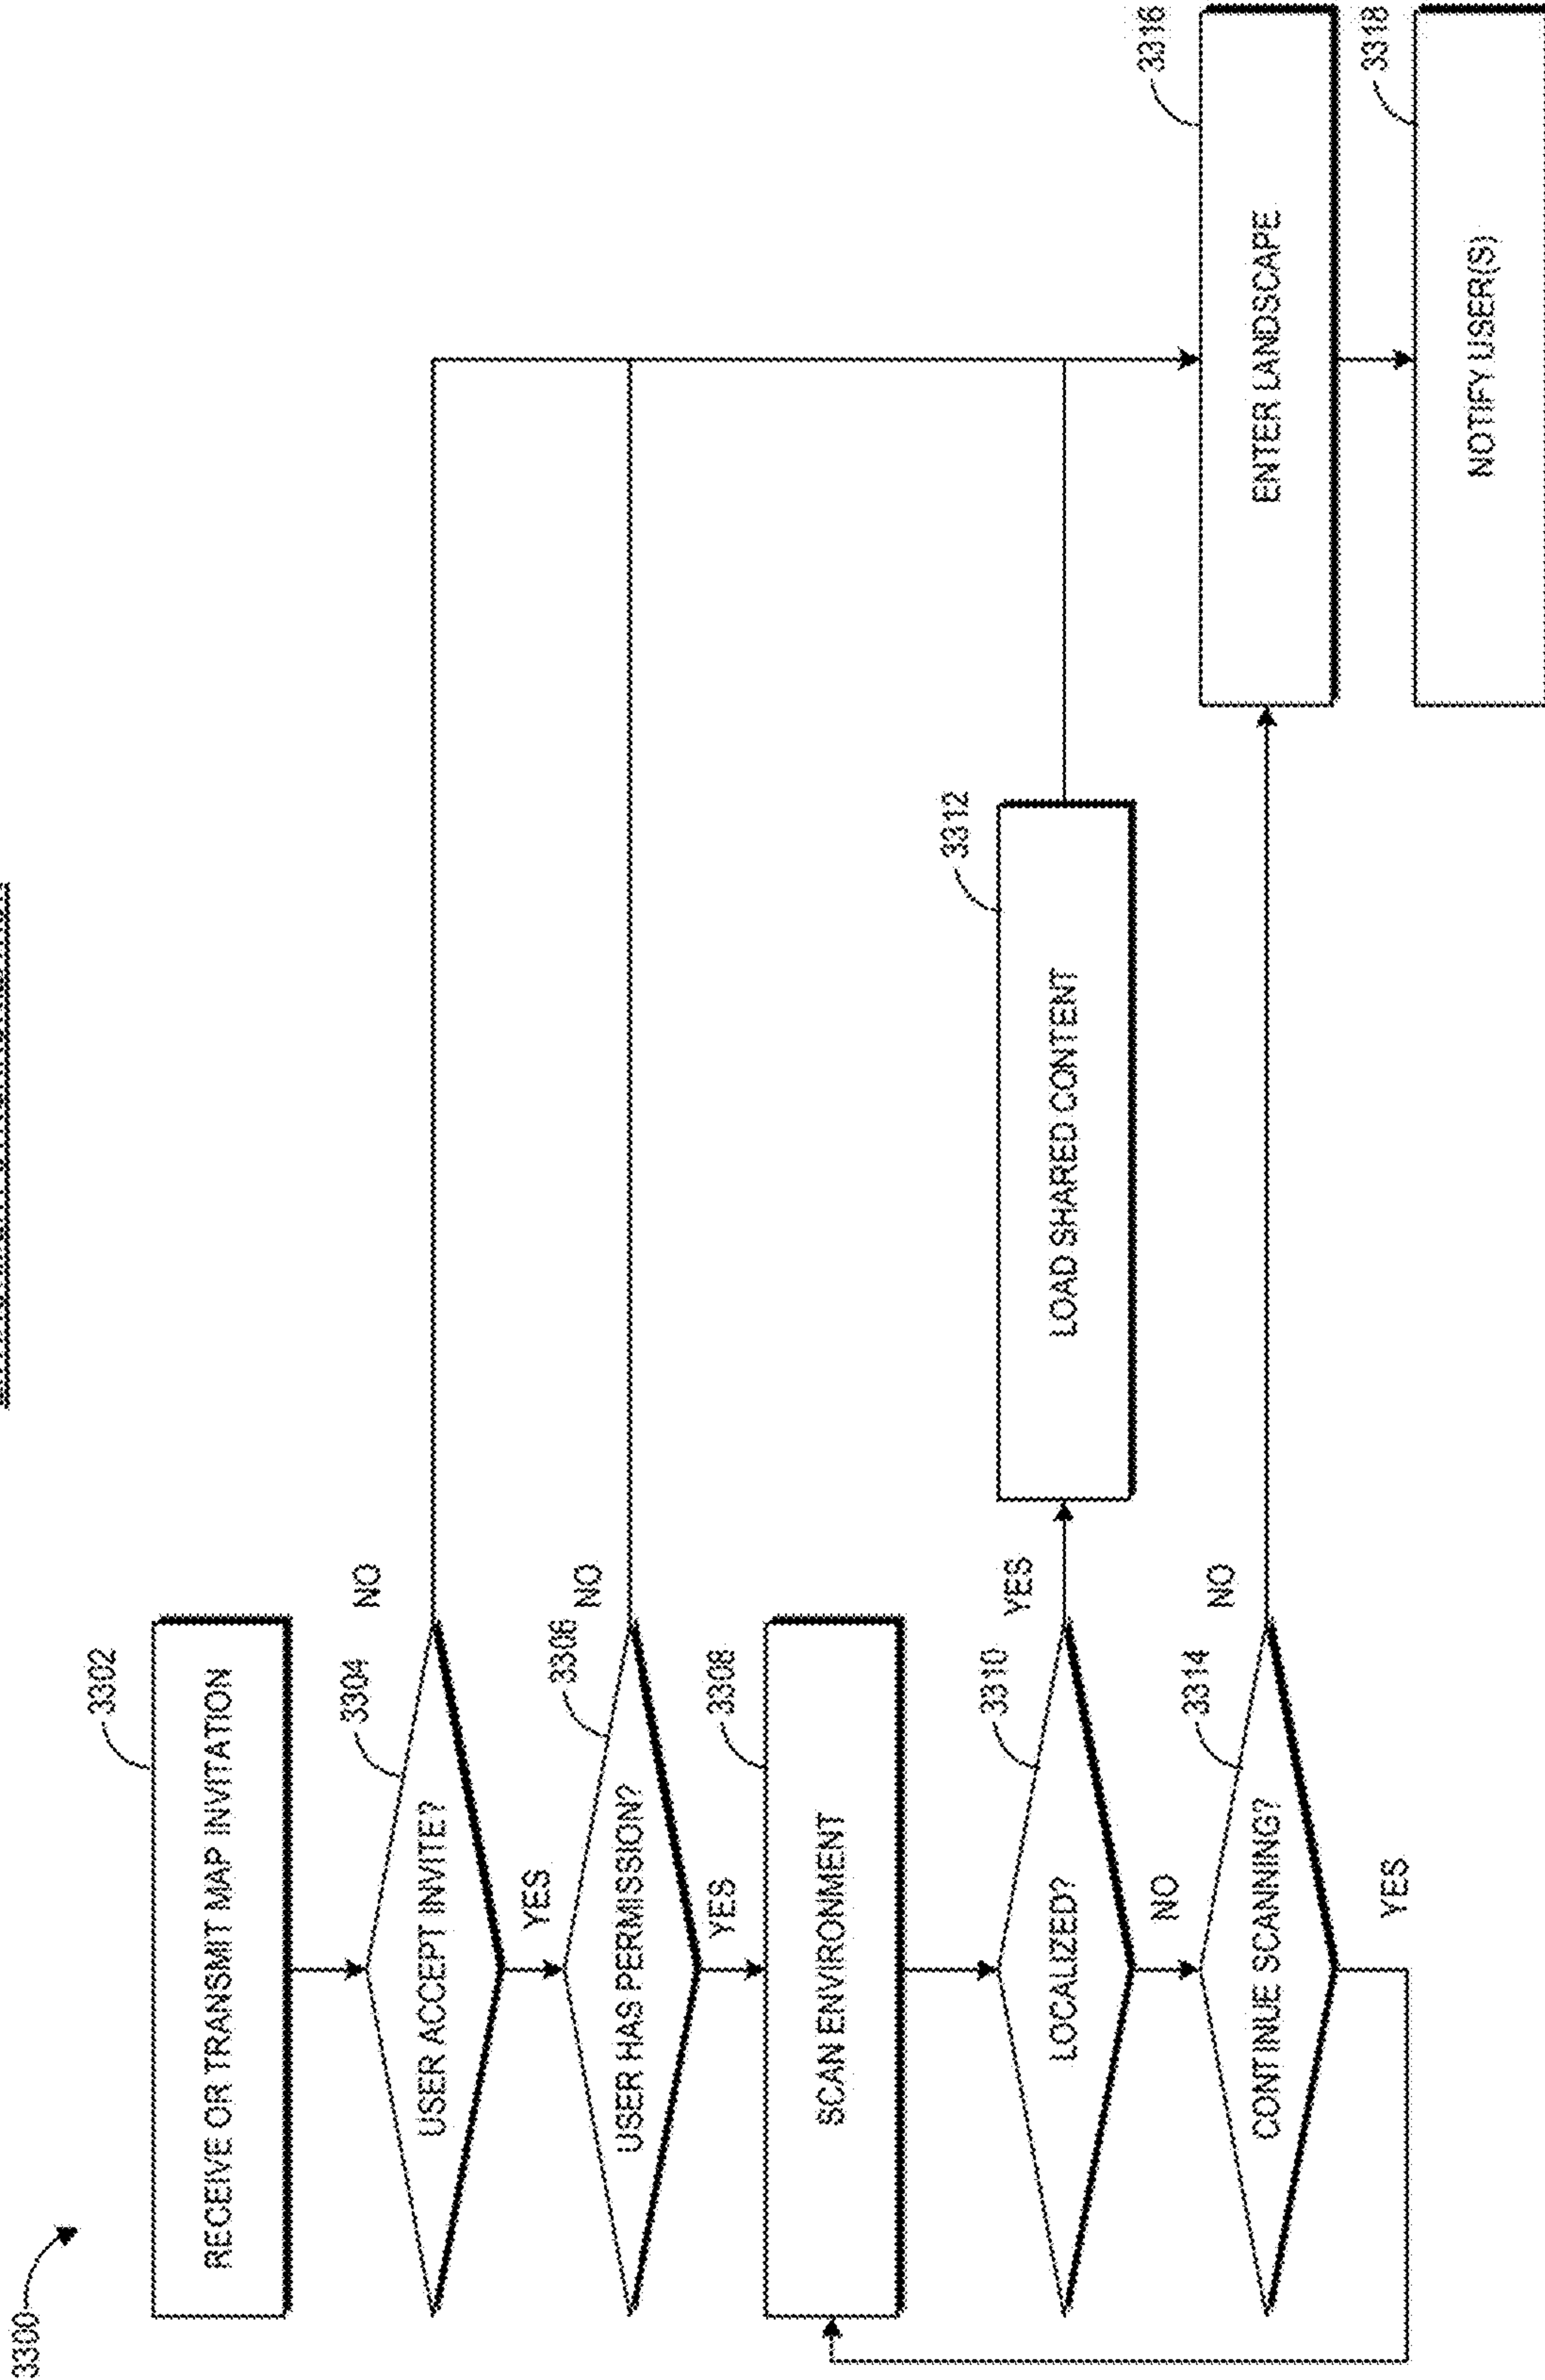 3300
3302
RECEIVE OR TRANSMIT MAP INVITATION
3304
USER ACCEPT INVITE?
NO
YES
3306
USER HAS PERMISSION?
NO
YES
3308
SCAN ENVIRONMENT
3310
LOCALIZED?
YES
3312
LOAD SHARED CONTENT
NO
3314
CONTINUE SCANNING?
NO
YES
3316
ENTER LANDSCAPE
3318
NOTIFY USER(S)